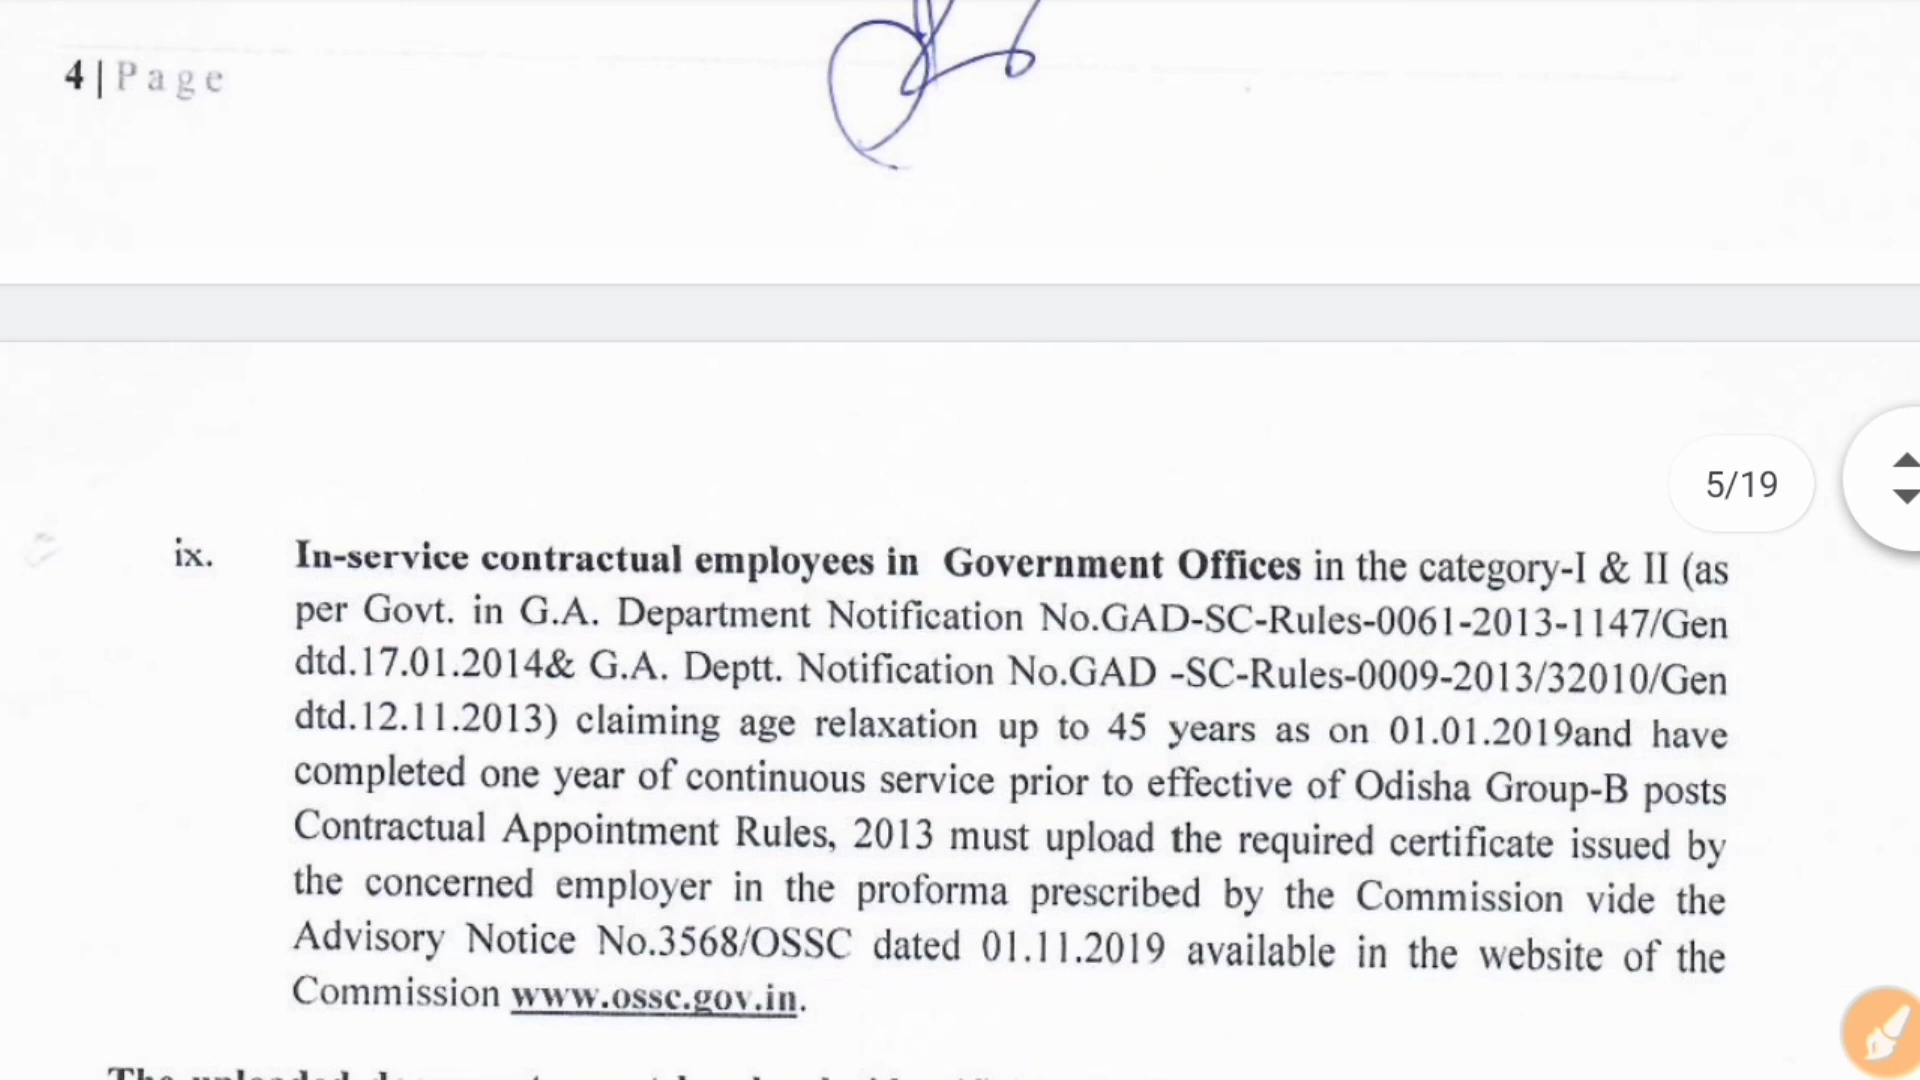 4 | Page
5/19
ix. In-service contractual employees in Government Offices in the category-I & II (as
per Govt. in G.A. Department Notification No.GAD-SC-Rules-0061-2013-1147/Gen
dtd.17.01.2014& G.A. Deptt. Notification No.GAD -SC-Rules-0009-2013/32010/Gen
dtd.12.11.2013) claiming age relaxation up to 45 years as on 01.01.2019and have
completed one year of continuous service prior to effective of Odisha Group-B posts
Contractual Appointment Rules, 2013 must upload the required certificate issued by
the concerned employer in the proforma prescribed by the Commission vide the
Advisory Notice No.3568/OSSC dated 01.11.2019 available in the website of the
Commission www.ossc.gov.in.
The uploaded